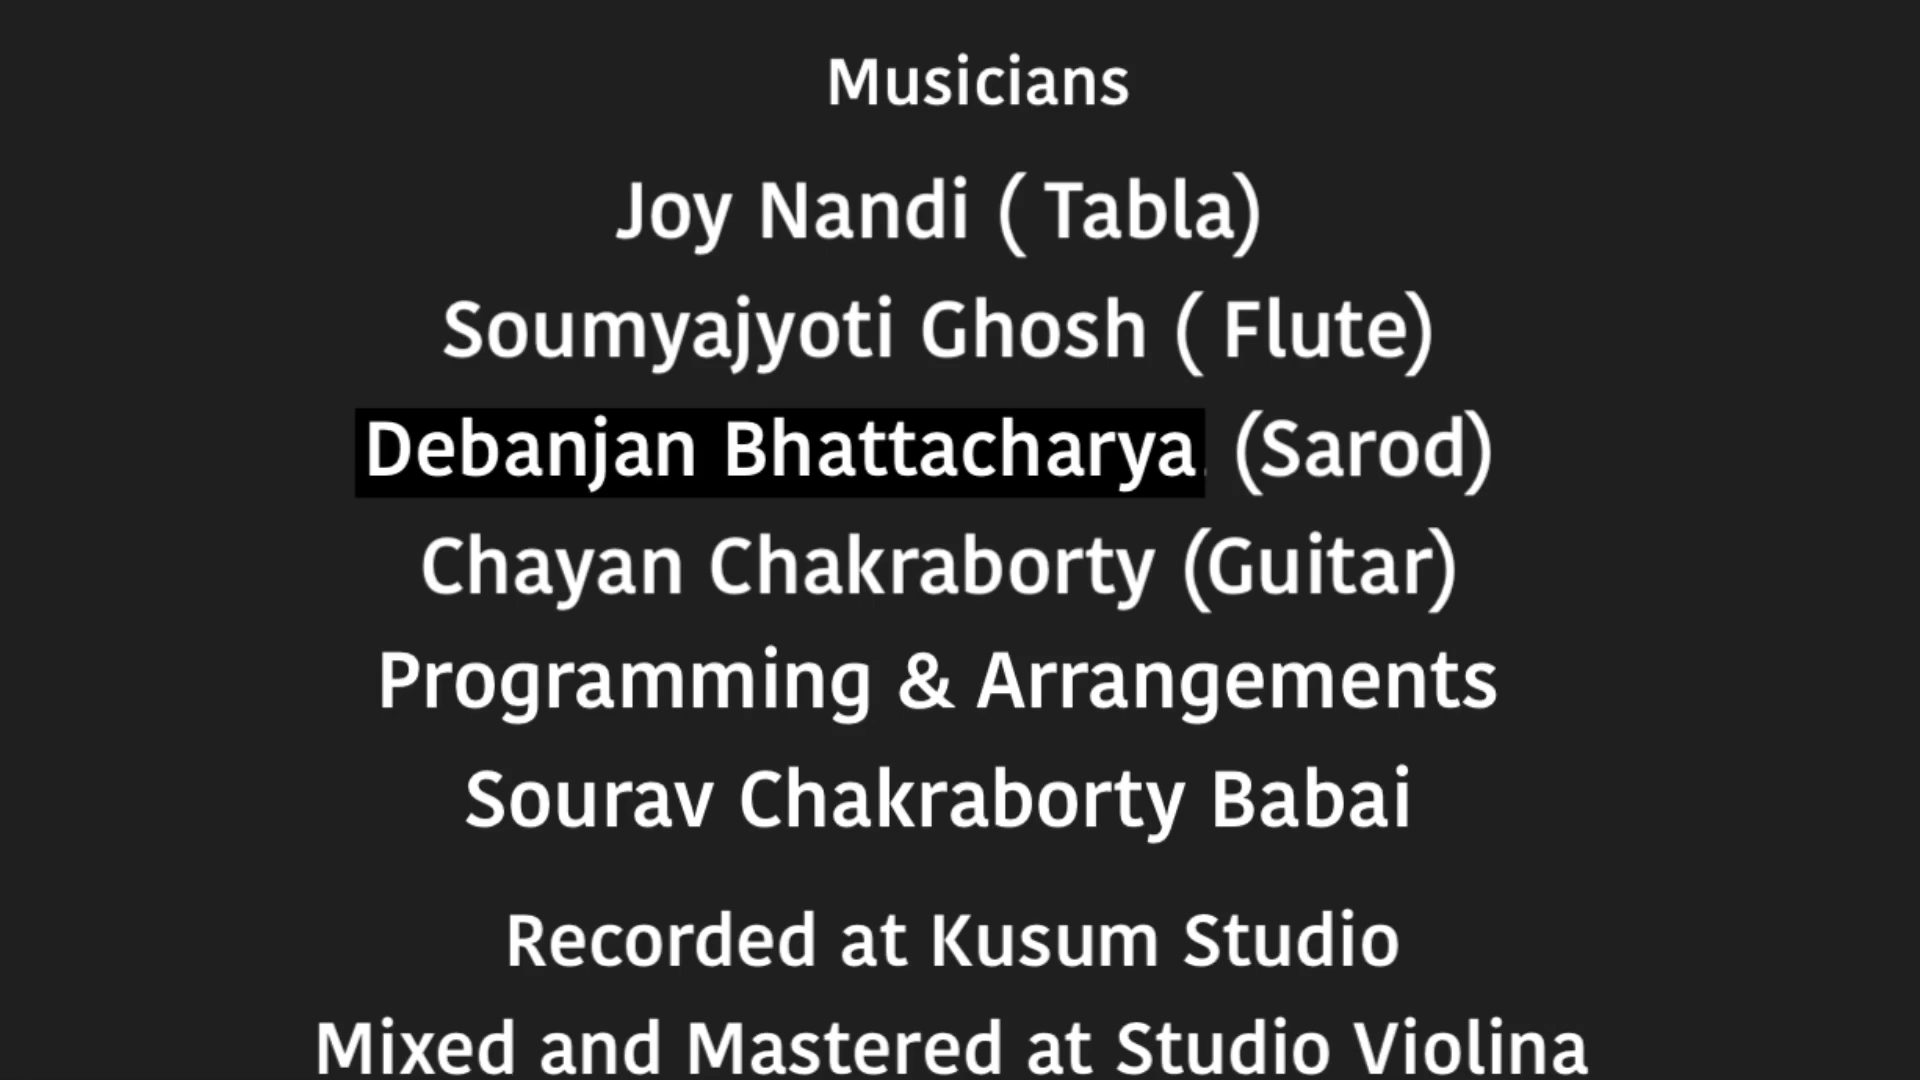 Musicians
Joy Nandi ( Tabla)
Soumyajyoti Ghosh ( Flute)
Debanjan Bhattacharya (Sarod)
Chayan Chakraborty (Guitar)
Programming & Arrangements
Sourav Chakraborty Babai
Recorded at Kusum Studio
Mixed and Mastered at Studio Violina